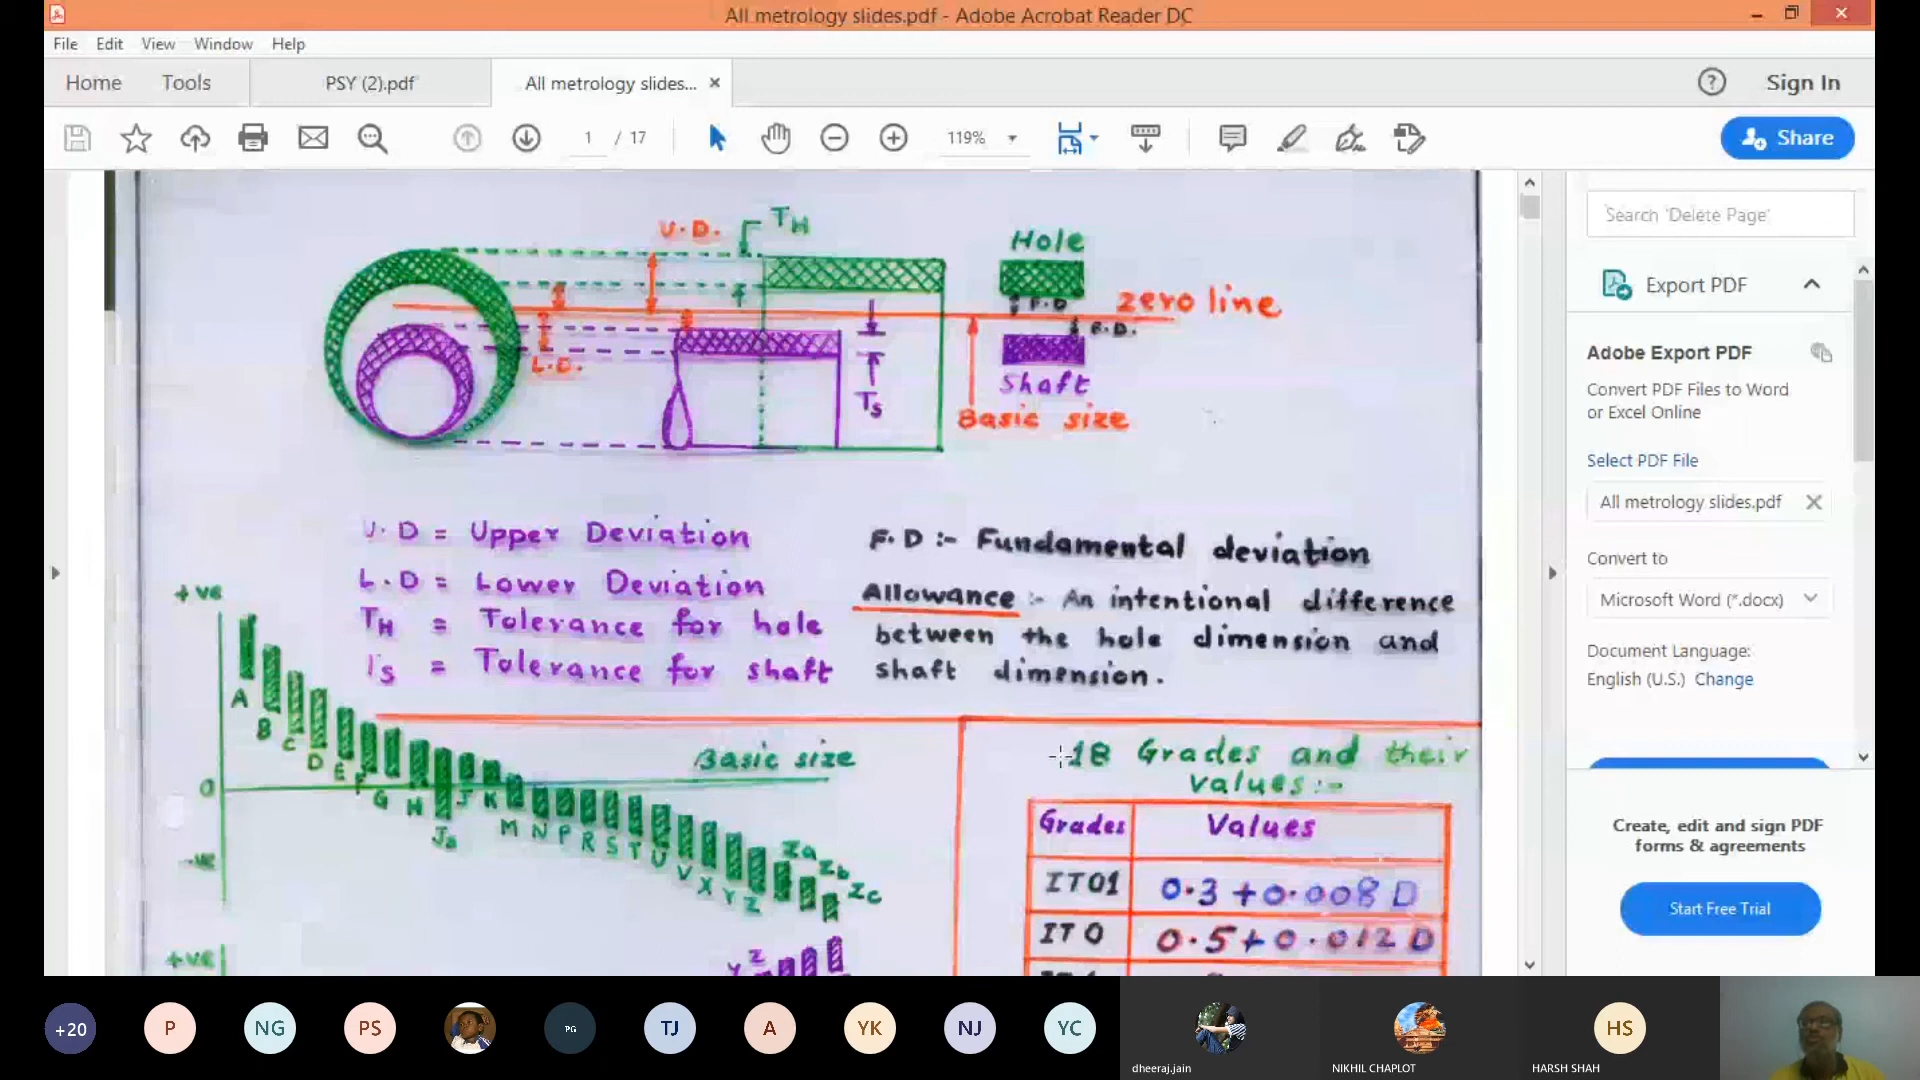 All metrology slides.pdf - Adobe Acrobat Reader DC
File Edit View Window Help
Home Tools PSY (2).pdf All metrology slides... × Sign In
1 / 17 119% Share
U.D. TH
Hole
F.D zero line
F.D.
L.D.
Shaft
Ts
Basic size
U.D = Upper Deviation
L.D = Lower Deviation
TH = Tolerance for hole
Ts = Tolerance for shaft
F.D :- Fundamental deviation
Allowance :- An intentional difference
between the hole dimension and
shaft dimension.
+ve
A B C D E F G H Js J K M N P R S T U V X Y Z Za Zb Zc
Basic size
0
-ve
18 Grades and their
values:-
Grades Values
IT01 0.3+0.008D
IT0 0.5+0.012D
+ve
Y Z
Search 'Delete Page'
Export PDF
Adobe Export PDF
Convert PDF Files to Word
or Excel Online
Select PDF File
All metrology slides.pdf
Convert to
Microsoft Word (*.docx)
Document Language:
English (U.S.) Change
Create, edit and sign PDF
forms & agreements
Start Free Trial
+20 P NG PS PG TJ A YK NJ YC HS
dheeraj.jain NIKHIL CHAPLOT HARSH SHAH